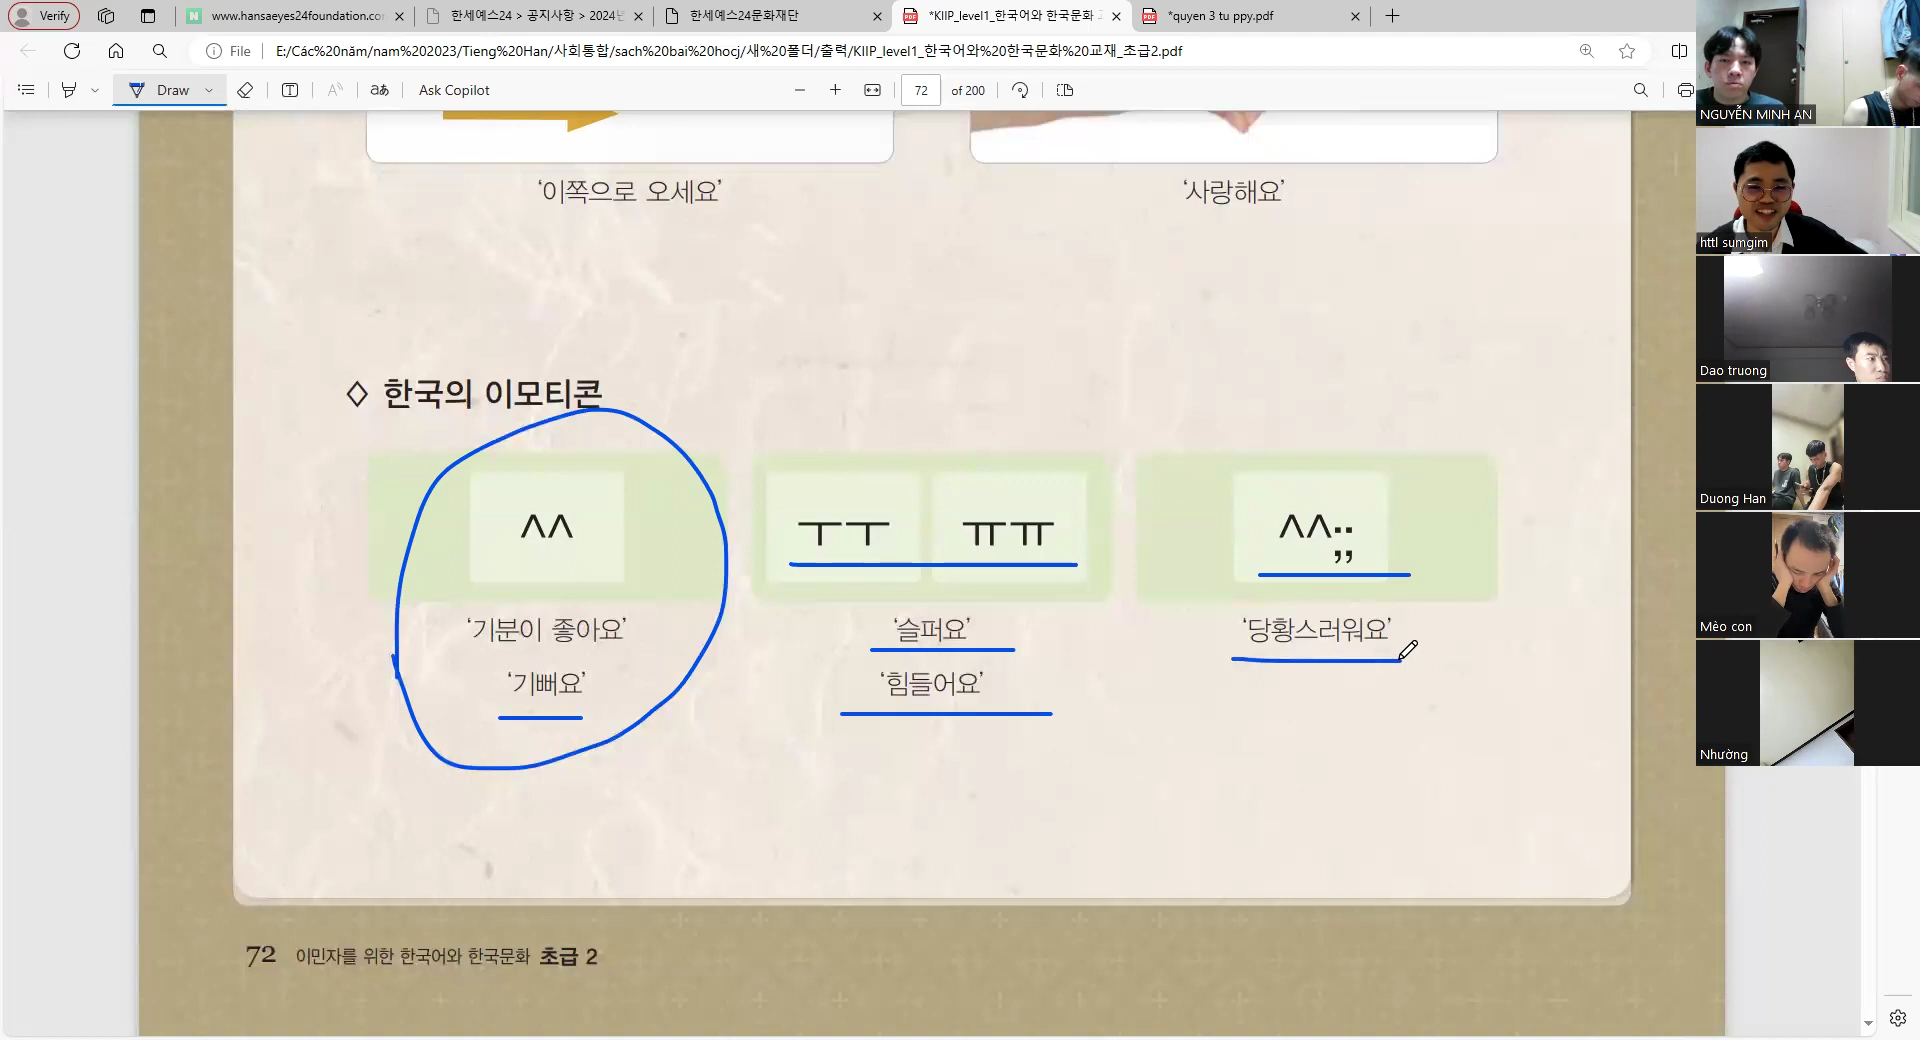 Verify
www.hansaeyes24foundation.co
한세예스24 > 공지사항 > 2024년
한세예스24문화재단
*KIIP_level1_한국어와 한국문화
*quyen 3 tu ppy.pdf
File
E:/Các%20năm/nam%202023/Tieng%20Han/사회통합/sach%20bai%20hocj/새%20폴더/출력/KIIP_level1_한국어와%20한국문화%20교재_초급2.pdf
Draw
Ask Copilot
72
of 200
'이쪽으로 오세요'
'사랑해요'
◇ 한국의 이모티콘
^^
ㅜㅜ
ㅠㅠ
^^;;
'기분이 좋아요'
'슬퍼요'
'당황스러워요'
'기뻐요'
'힘들어요'
72 이민자를 위한 한국어와 한국문화 초급 2
NGUYỄN MINH AN
httl sumgim
Dao truong
Duong Han
Mèo con
Nhường